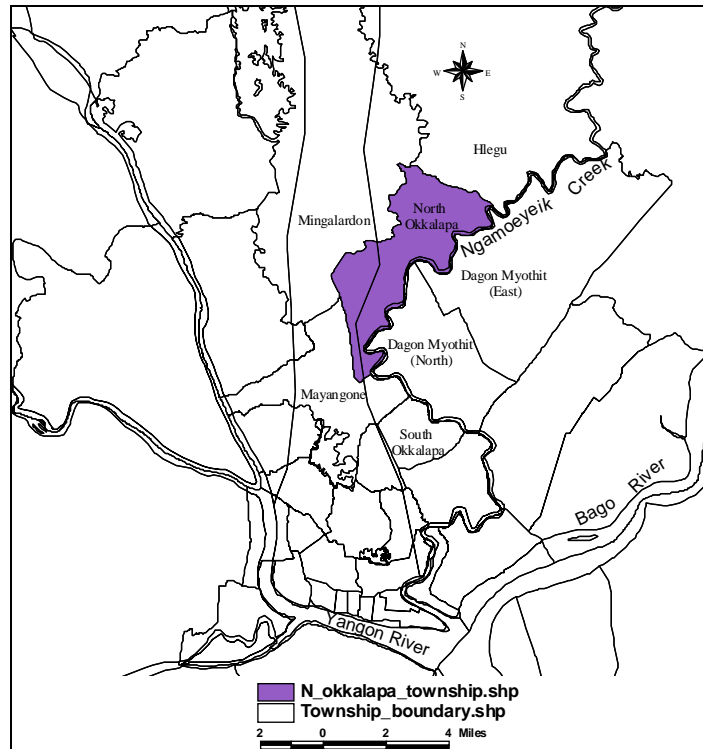 N
W E
S
Hlegu
North
Okkalapa
Ngamoeyeik Creek
Mingalardon
Dagon Myothit
(East)
Dagon Myothit
(North)
Mayangone
South
Okkalapa
Bago River
Yangon River
N_okkalapa_township.shp
Township_boundary.shp
2 0 2 4 Miles